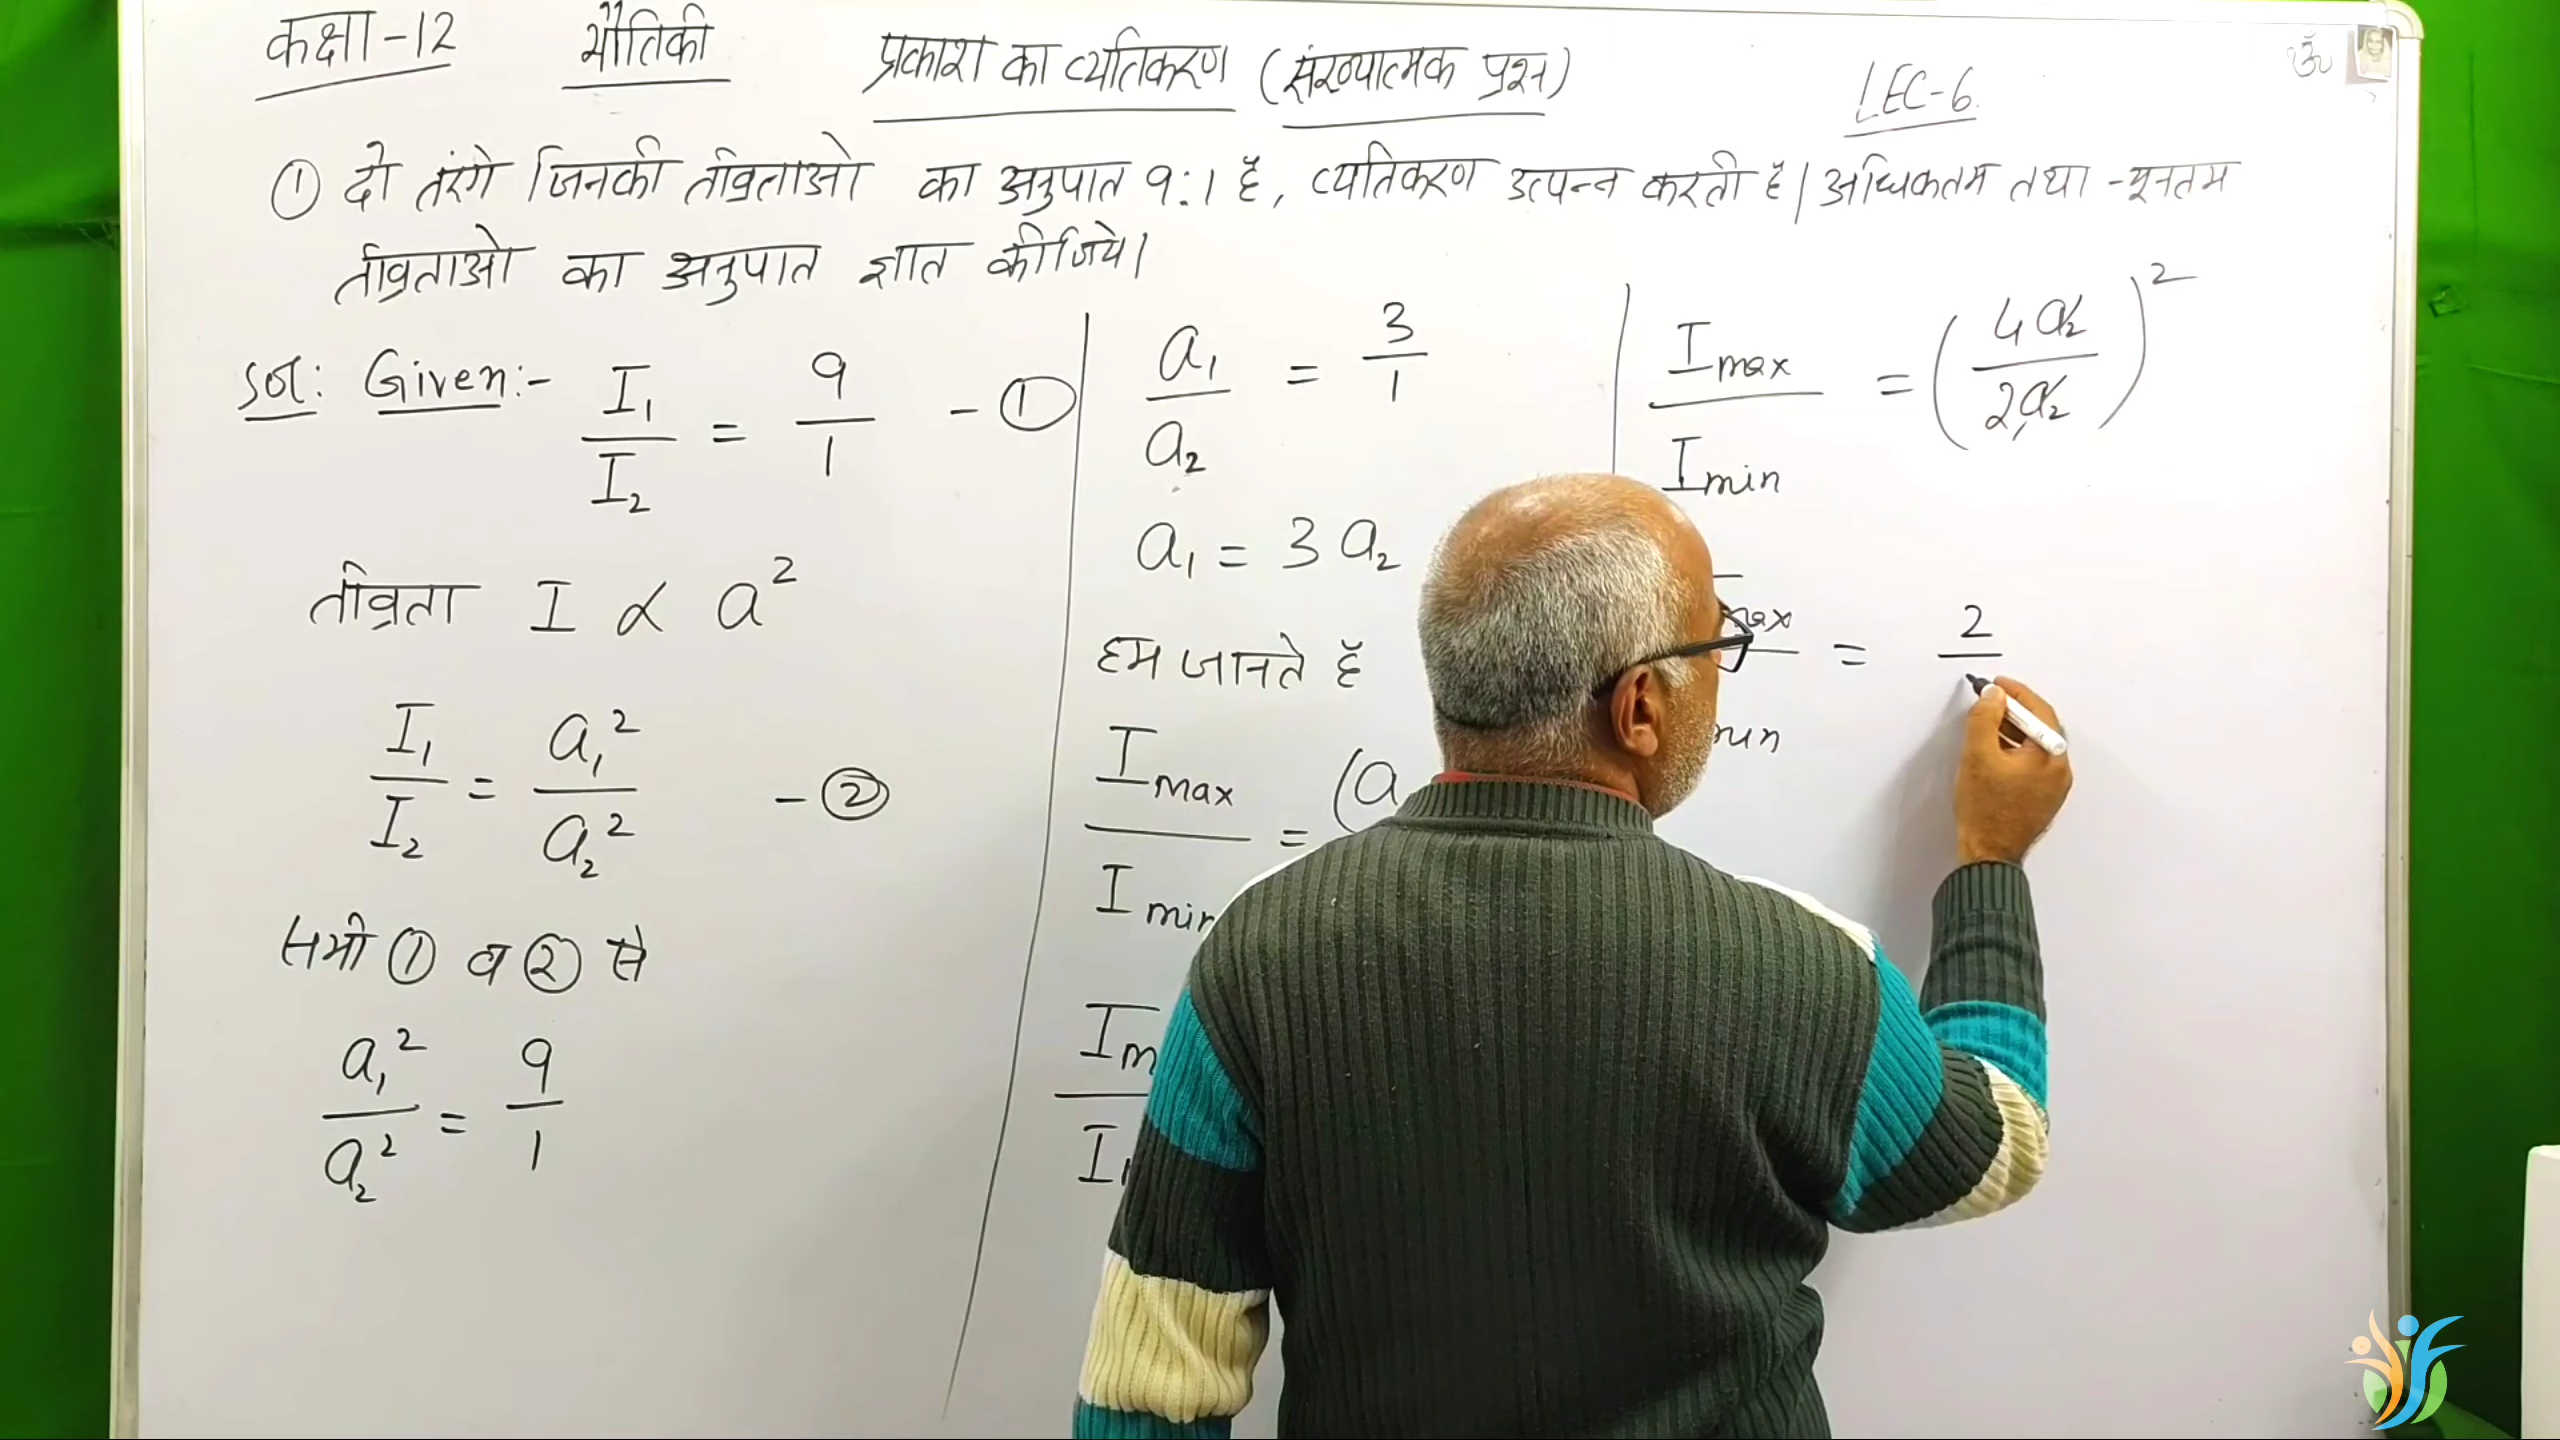 कक्षा-12 भौतिकी प्रकाश का व्यतिकरण (संख्यात्मक प्रश्न) LEC-6.
ॐ
① दो तरंगे जिनकी तीव्रताओ का अनुपात 9:1 है, व्यतिकरण उत्पन्न करती है। अधिकतम तथा न्यूनतम
तीव्रताओ का अनुपात ज्ञात कीजिये।
Sol: Given:- I₁/I₂ = 9/1 - ①
तीव्रता I ∝ a²
I₁/I₂ = a₁²/a₂² - ②
समी ① व ② से
a₁²/a₂² = 9/1
a₁/a₂ = 3/1
a₁ = 3a₂
हम जानते है
Imax/Imin = (a
Im
I
Imax/Imin = (4a₂/2a₂)²
max = 2
min